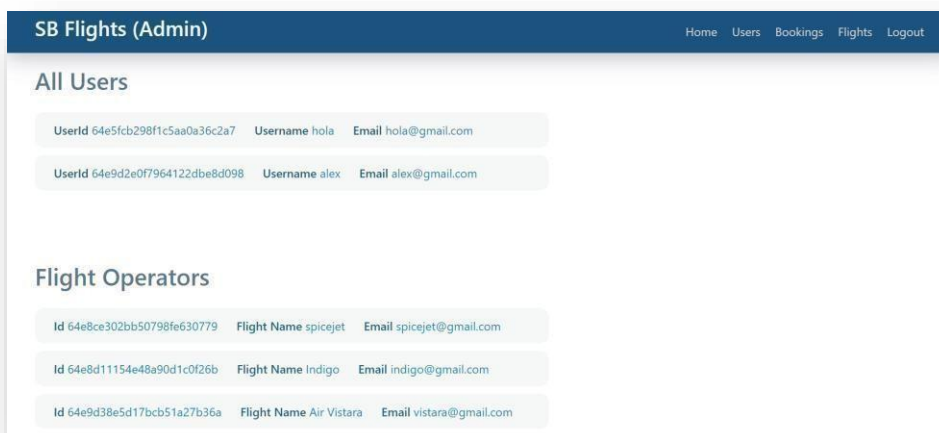 SB Flights (Admin)
Home Users Bookings Flights Logout
All Users
UserId 64e5fcb298f1c5aa0a36c2a7 Username hola Email hola@gmail.com
UserId 64e9d2e0f7964122dbe8d098 Username alex Email alex@gmail.com
Flight Operators
Id 64e8ce302bb50798fe630779 Flight Name spicejet Email spicejet@gmail.com
Id 64e8d11154e48a90d1c0f26b Flight Name Indigo Email indigo@gmail.com
Id 64e9d38e5d17bcb51a27b36a Flight Name Air Vistara Email vistara@gmail.com